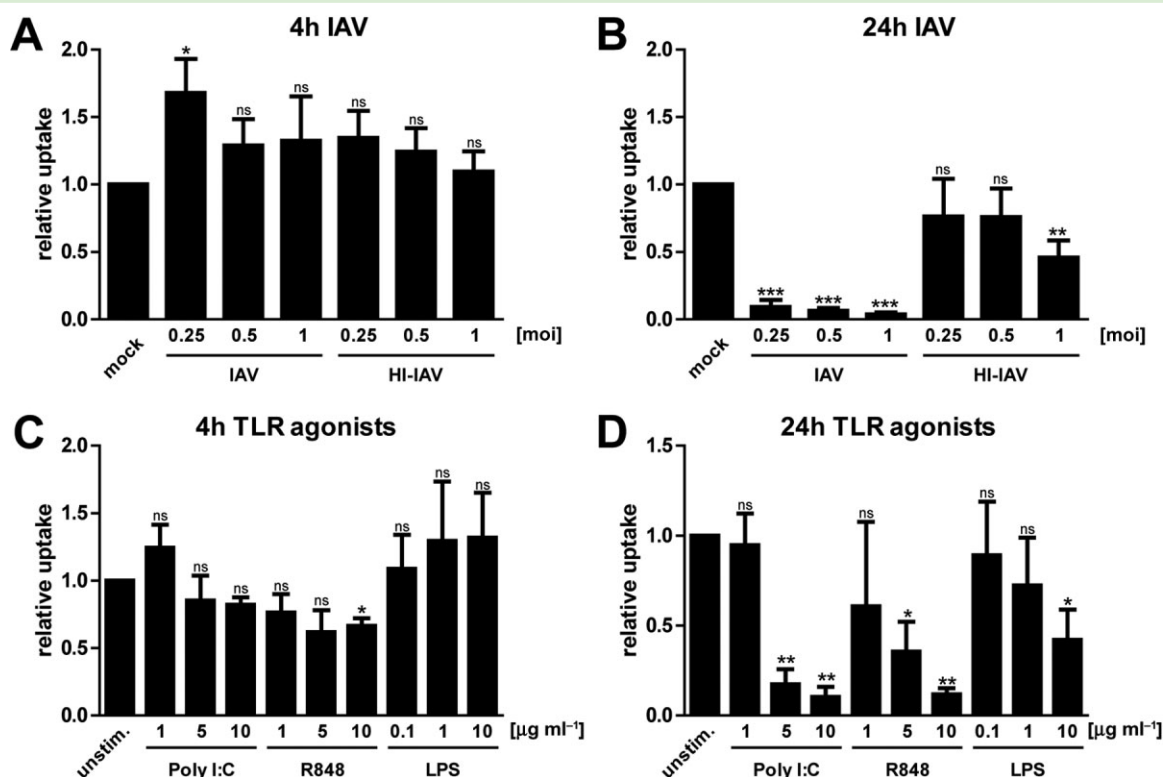 A
4h IAV
relative uptake
2.0
1.5
1.0
0.5
0.0
*
ns
ns
ns
ns
ns
mock
0.25 0.5 1 0.25 0.5 1 [moi]
IAV HI-IAV
B
24h IAV
relative uptake
2.0
1.5
1.0
0.5
0.0
***
***
***
ns
ns
**
mock
0.25 0.5 1 0.25 0.5 1 [moi]
IAV HI-IAV
C
4h TLR agonists
relative uptake
2.0
1.5
1.0
0.5
0.0
ns
ns
ns
ns
ns
*
ns
ns
ns
unstim.
1 5 10 1 5 10 0.1 1 10 [µg ml⁻¹]
Poly I:C R848 LPS
D
24h TLR agonists
relative uptake
1.5
1.0
0.5
0.0
ns
**
**
ns
*
**
ns
ns
*
unstim.
1 5 10 1 5 10 0.1 1 10 [µg ml⁻¹]
Poly I:C R848 LPS